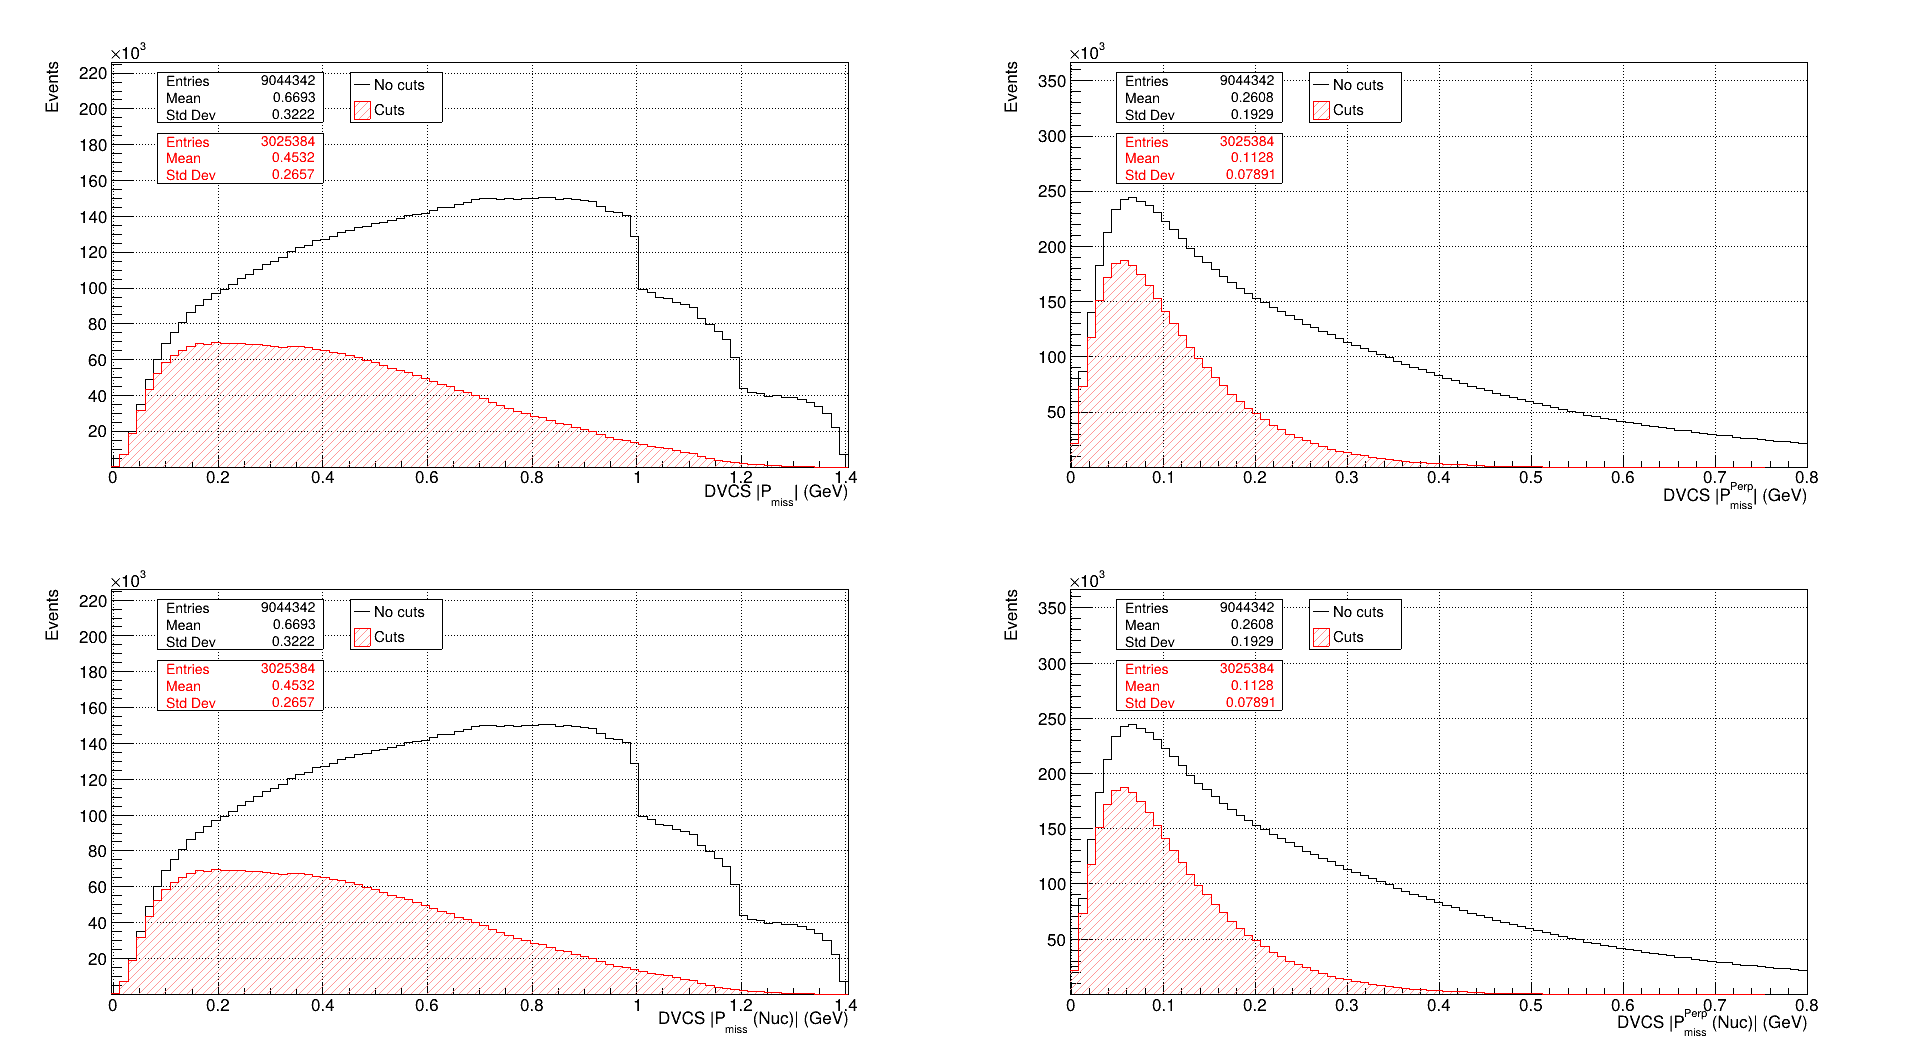 ×10³
Events
220
200
180
160
140
120
100
80
60
40
20
Entries 9044342
Mean 0.6693
Std Dev 0.3222
Entries 3025384
Mean 0.4532
Std Dev 0.2657
No cuts
Cuts
0 0.2 0.4 0.6 0.8 1 1.2 1.4
DVCS |P_miss| (GeV)
×10³
Events
350
300
250
200
150
100
50
Entries 9044342
Mean 0.2608
Std Dev 0.1929
Entries 3025384
Mean 0.1128
Std Dev 0.07891
No cuts
Cuts
0 0.1 0.2 0.3 0.4 0.5 0.6 0.7 0.8
DVCS |P^Perp_miss| (GeV)
×10³
Events
220
200
180
160
140
120
100
80
60
40
20
Entries 9044342
Mean 0.6693
Std Dev 0.3222
Entries 3025384
Mean 0.4532
Std Dev 0.2657
No cuts
Cuts
0 0.2 0.4 0.6 0.8 1 1.2 1.4
DVCS |P_miss (Nuc)| (GeV)
×10³
Events
350
300
250
200
150
100
50
Entries 9044342
Mean 0.2608
Std Dev 0.1929
Entries 3025384
Mean 0.1128
Std Dev 0.07891
No cuts
Cuts
0 0.1 0.2 0.3 0.4 0.5 0.6 0.7 0.8
DVCS |P^Perp_miss (Nuc)| (GeV)